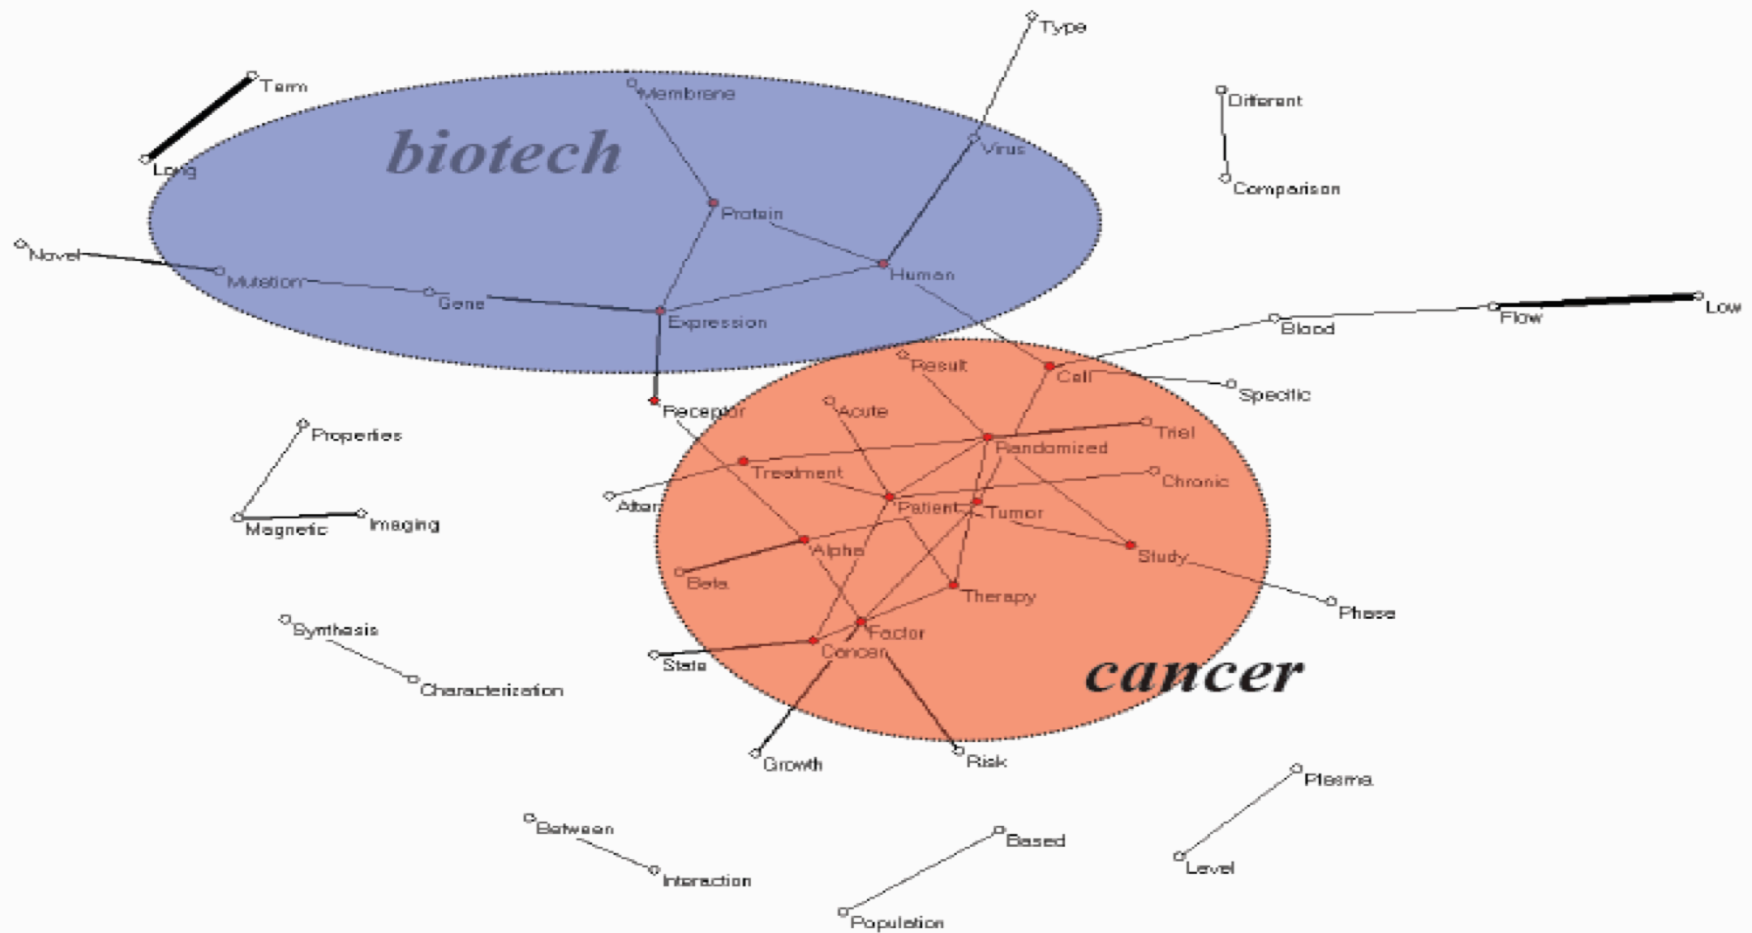 Type
Term
Membrane
Different
biotech
Virus
Long
Comparison
Protein
Novel
Human
Mutation
Gene
Low
Flow
Expression
Blood
Result
Cell
Specific
Receptor
Acute
Properties
Trial
Randomized
Treatment
Chronic
After
Patient
Tumor
Imaging
Magnetic
Alpha
Study
Beta
Therapy
Phase
Synthesis
Factor
Cancer
State
cancer
Characterization
Growth
Risk
Plasma
Between
Based
Level
Interaction
Population